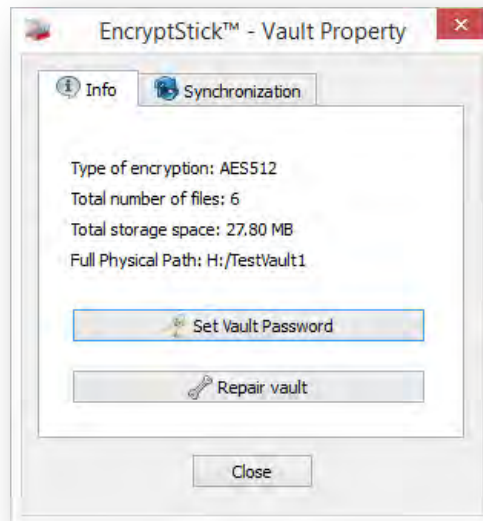 EncryptStick™ - Vault Property
Info
Synchronization
Type of encryption: AES512
Total number of files: 6
Total storage space: 27.80 MB
Full Physical Path: H:/TestVault1
Set Vault Password
Repair vault
Close